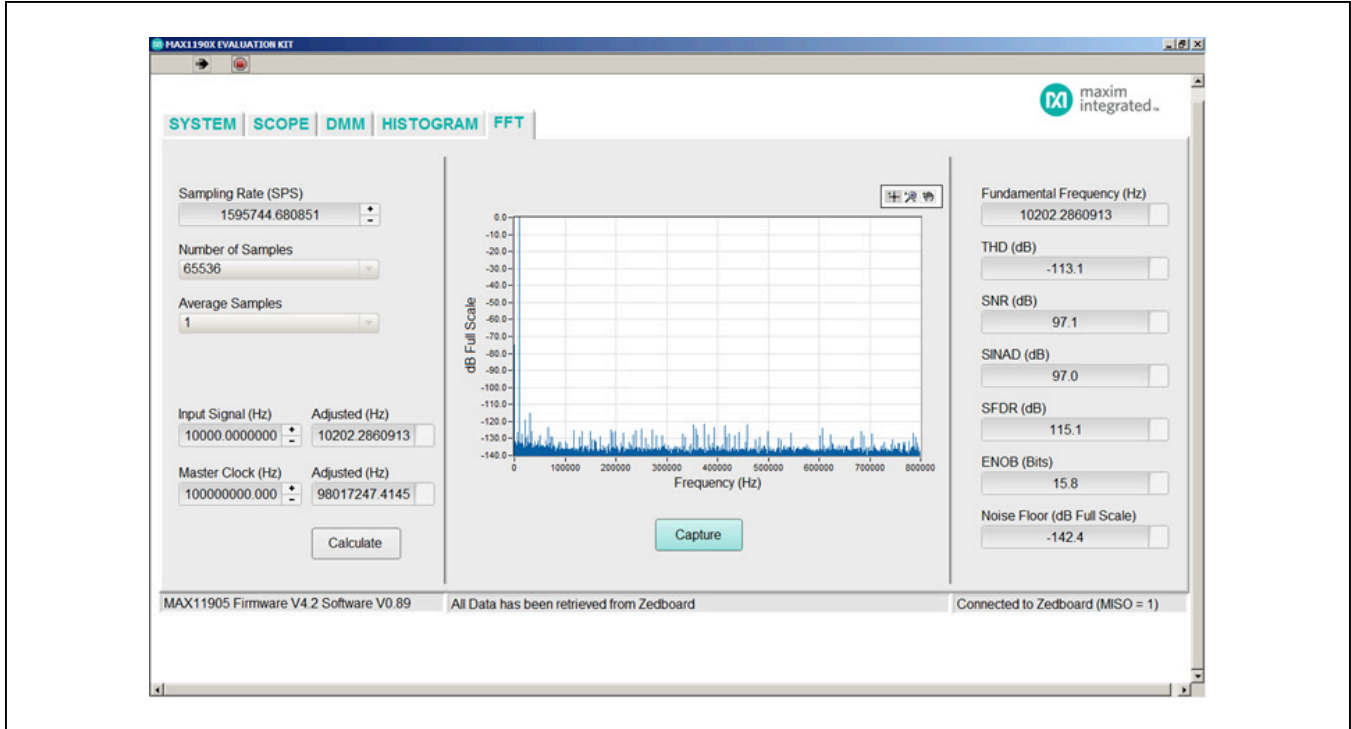 MAX1190X EVALUATION KIT
maxim
integrated™
SYSTEM SCOPE DMM HISTOGRAM FFT
Sampling Rate (SPS)
1595744.680851
Number of Samples
65536
Average Samples
1
Input Signal (Hz) Adjusted (Hz)
10000.0000000 10202.2860913
Master Clock (Hz) Adjusted (Hz)
100000000.000 98017247.4145
Calculate
dB Full Scale
0.0
-10.0
-20.0
-30.0
-40.0
-50.0
-60.0
-70.0
-80.0
-90.0
-100.0
-110.0
-120.0
-130.0
-140.0
0 100000 200000 300000 400000 500000 600000 700000 800000
Frequency (Hz)
Capture
Fundamental Frequency (Hz)
10202.2860913
THD (dB)
-113.1
SNR (dB)
97.1
SINAD (dB)
97.0
SFDR (dB)
115.1
ENOB (Bits)
15.8
Noise Floor (dB Full Scale)
-142.4
MAX11905 Firmware V4.2 Software V0.89 All Data has been retrieved from Zedboard Connected to Zedboard (MISO = 1)